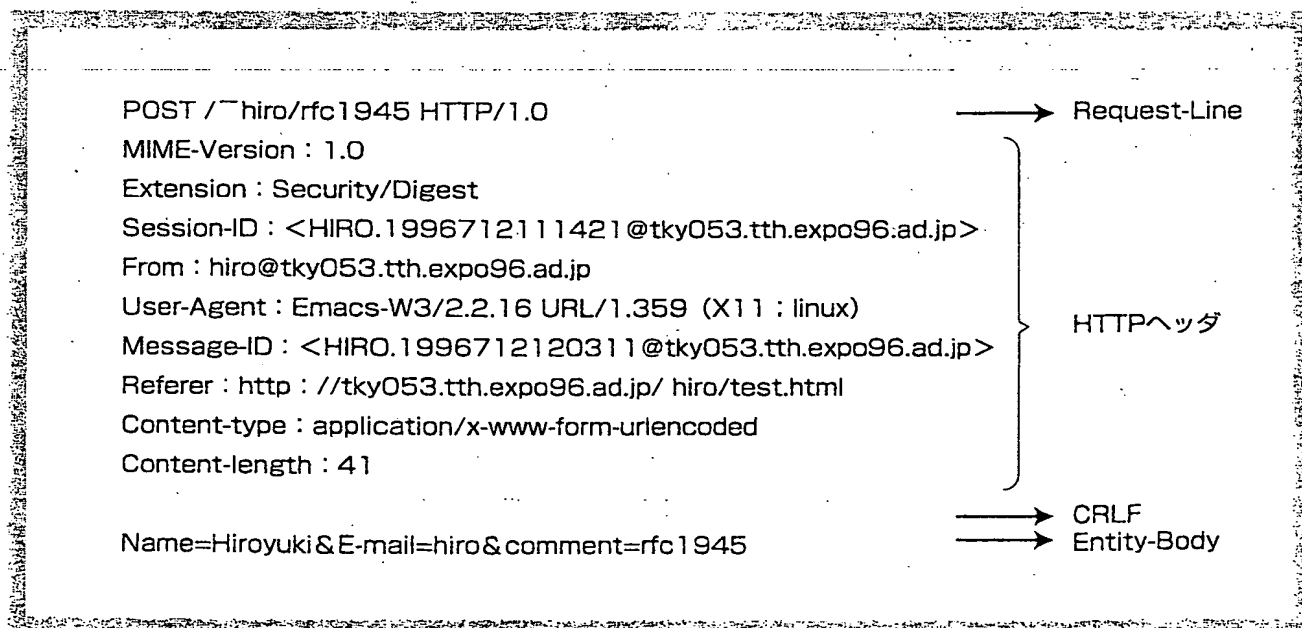 POST /‾hiro/rfc1945 HTTP/1.0 → Request-Line
MIME-Version：1.0
Extension：Security/Digest
Session-ID：<HIRO.1996712111421@tky053.tth.expo96.ad.jp>
From：hiro@tky053.tth.expo96.ad.jp
User-Agent：Emacs-W3/2.2.16 URL/1.359（X11；linux）
HTTPヘッダ
Message-ID：<HIRO.1996712120311@tky053.tth.expo96.ad.jp>
Referer：http：//tky053.tth.expo96.ad.jp/ hiro/test.html
Content-type：application/x-www-form-urlencoded
Content-length：41
→ CRLF
Name=Hiroyuki&E-mail=hiro&comment=rfc1945 → Entity-Body